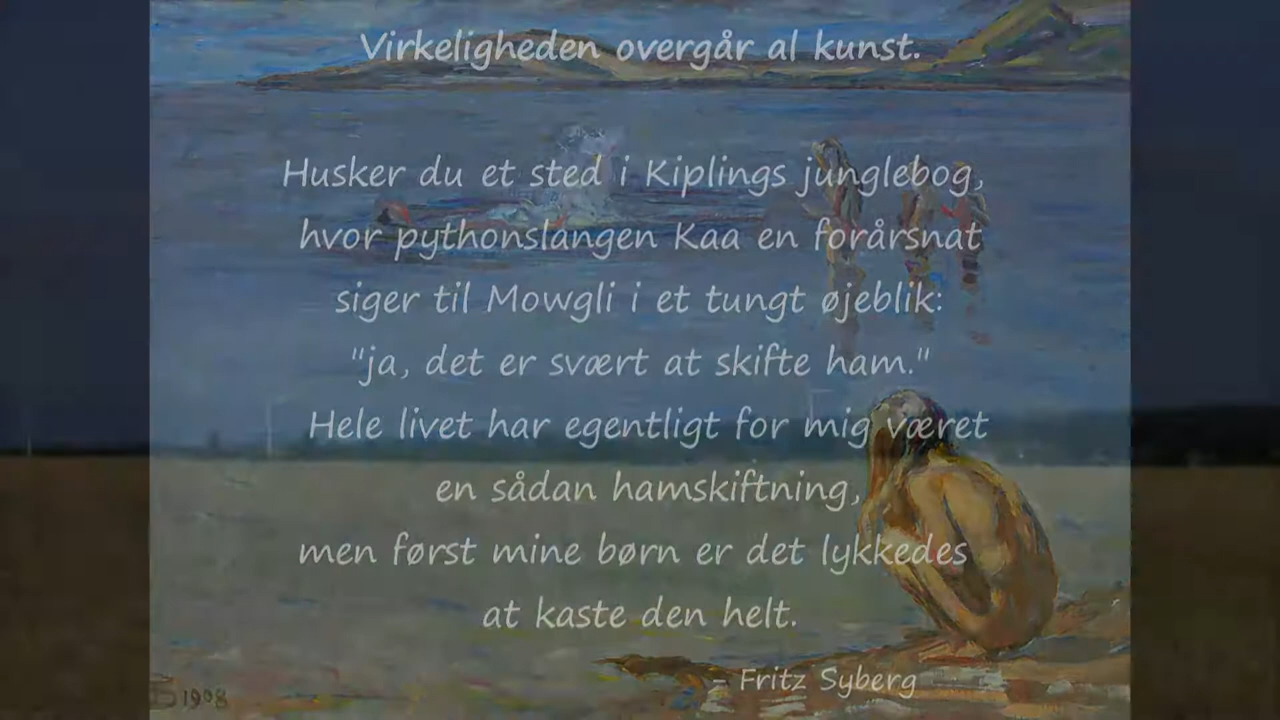 Virkeligheden overgår al kunst.
Husker du et sted i Kiplings junglebog,
hvor pythonslangen Kaa en forårsnat
siger til Mowgli i et tungt øjeblik:
"ja, det er svært at skifte ham."
Hele livet har egentligt for mig været
en sådan hamskiftning,
men først mine børn er det lykkedes
at kaste den helt.
- Fritz Syberg
1908